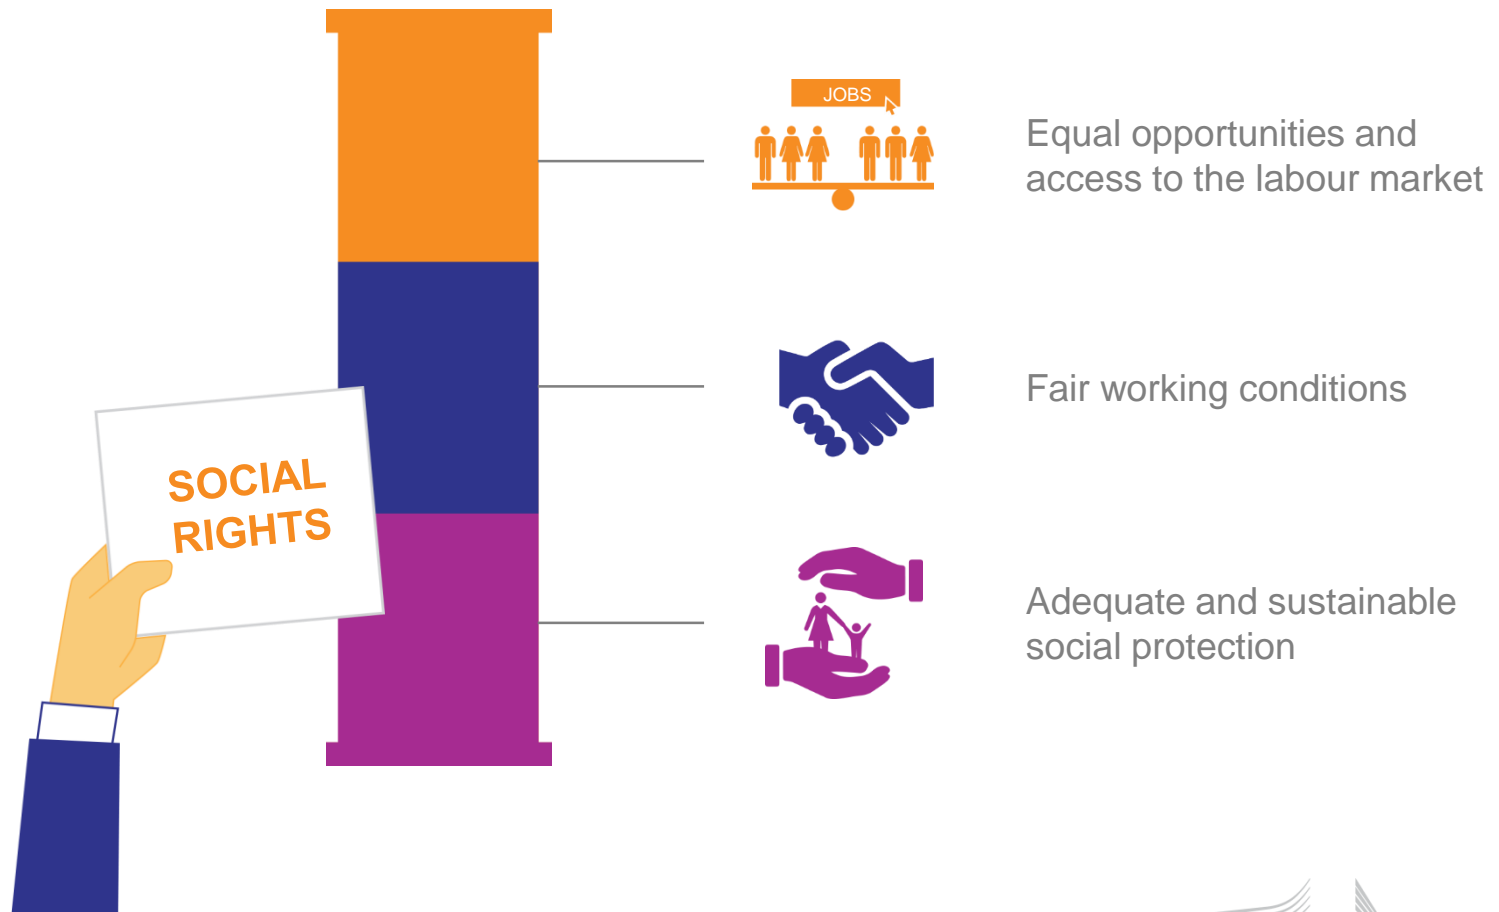 JOBS
Equal opportunities and
access to the labour market
Fair working conditions
SOCIAL
RIGHTS
Adequate and sustainable
social protection